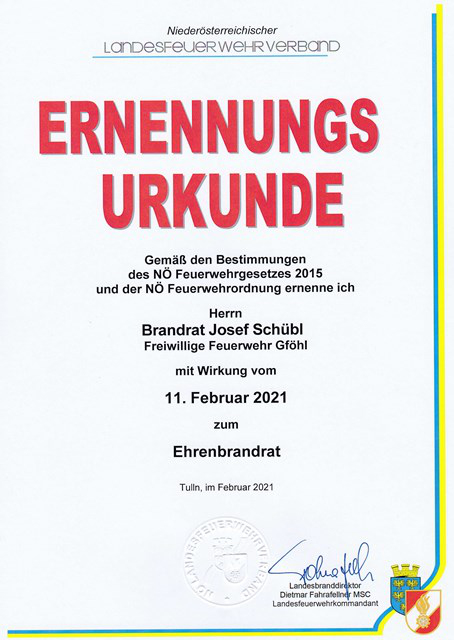 Niederösterreichischer
LANDESFEUERWEHRVERBAND
ERNENNUNGS
URKUNDE
Gemäß den Bestimmungen
des NÖ Feuerwehrgesetzes 2015
und der NÖ Feuerwehrordnung ernenne ich
Herrn
Brandrat Josef Schübl
Freiwillige Feuerwehr Gföhl
mit Wirkung vom
11. Februar 2021
zum
Ehrenbrandrat
Tulln, im Februar 2021
NÖ LANDESFEUERWEHRVERBAND
Landesbranddirektor
Dietmar Fahrafellner MSC
Landesfeuerwehrkommandant